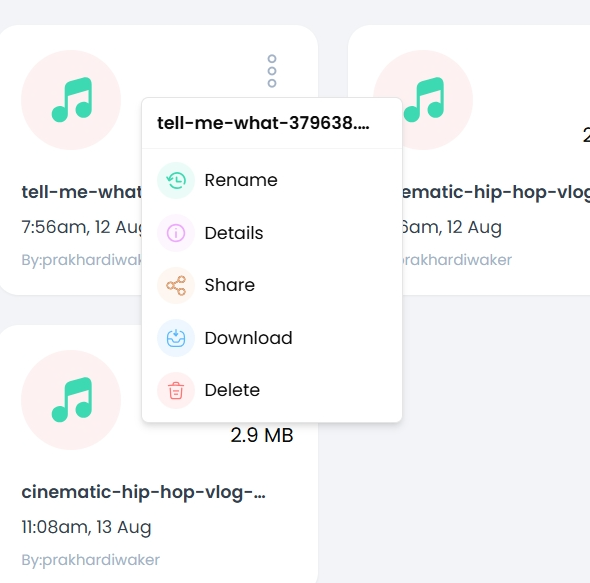 tell-me-what-379638....
Rename
Details
Share
Download
Delete
tell-me-what
7:56am, 12 Aug
By:prakhardiwak
2
ematic-hip-hop-vlog
6am, 12 Aug
rakhardiwaker
2.9 MB
cinematic-hip-hop-vlog-...
11:08am, 13 Aug
By:prakhardiwaker